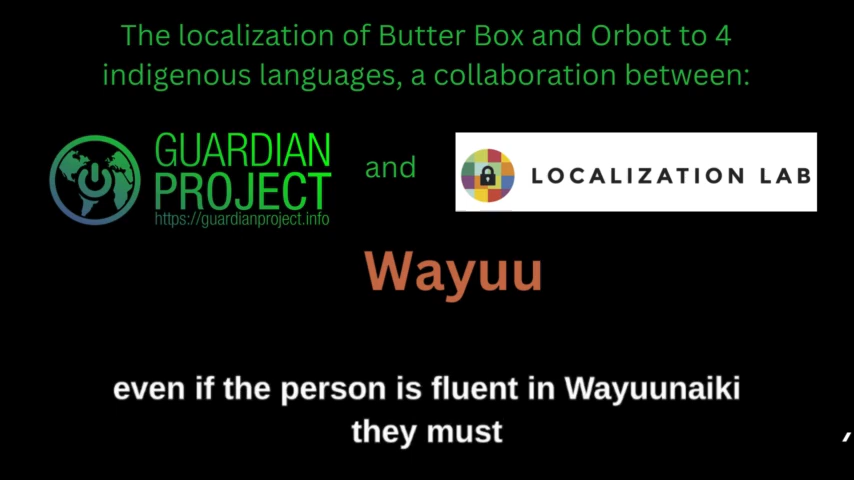 The localization of Butter Box and Orbot to 4
indigenous languages, a collaboration between:
GUARDIAN
PROJECT
https://guardianproject.info
and
LOCALIZATION LAB
Wayuu
even if the person is fluent in Wayuunaiki
they must
,